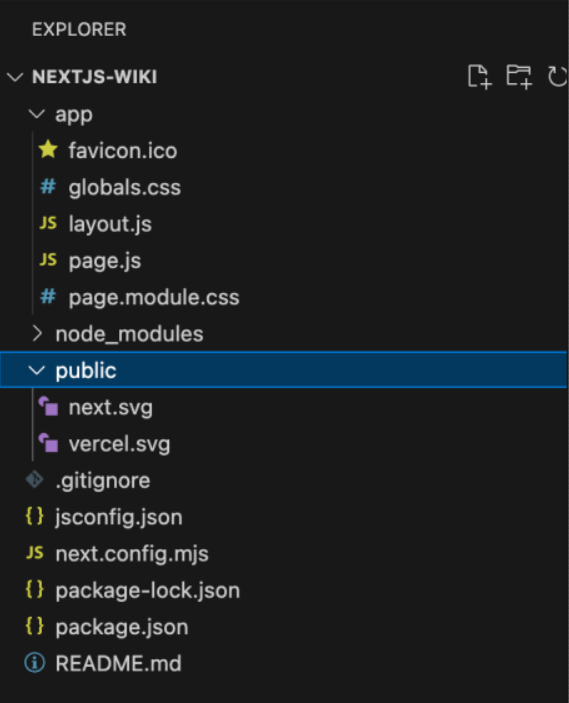 EXPLORER
NEXTJS-WIKI
app
favicon.ico
# globals.css
JS layout.js
JS page.js
# page.module.css
node_modules
public
next.svg
vercel.svg
.gitignore
{} jsconfig.json
JS next.config.mjs
{} package-lock.json
{} package.json
README.md